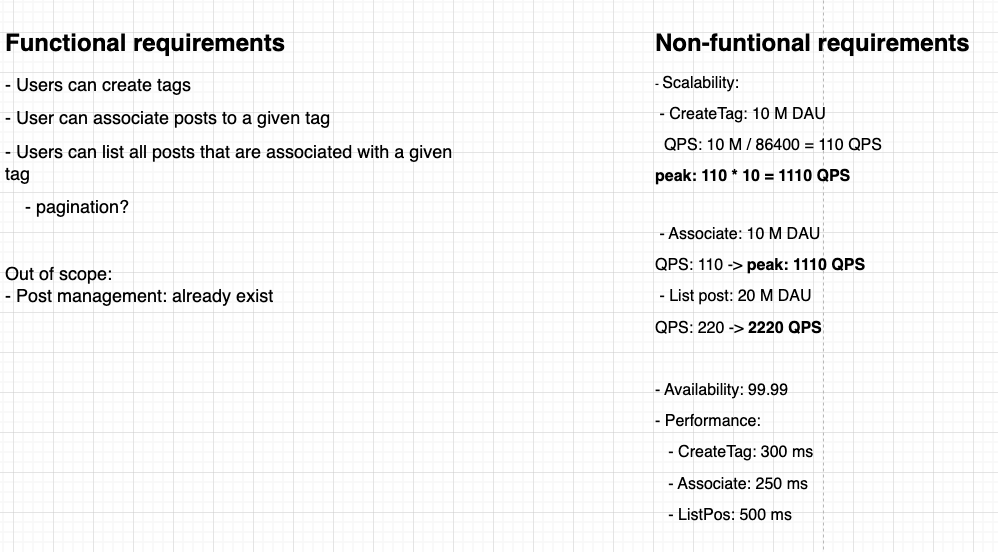 Functional requirements
- Users can create tags
- User can associate posts to a given tag
- Users can list all posts that are associated with a given
tag
- pagination?
Out of scope:
- Post management: already exist
Non-funtional requirements
- Scalability:
- CreateTag: 10 M DAU
QPS: 10 M / 86400 = 110 QPS
peak: 110 * 10 = 1110 QPS
- Associate: 10 M DAU
QPS: 110 -> peak: 1110 QPS
- List post: 20 M DAU
QPS: 220 -> 2220 QPS
- Availability: 99.99
- Performance:
- CreateTag: 300 ms
- Associate: 250 ms
- ListPos: 500 ms